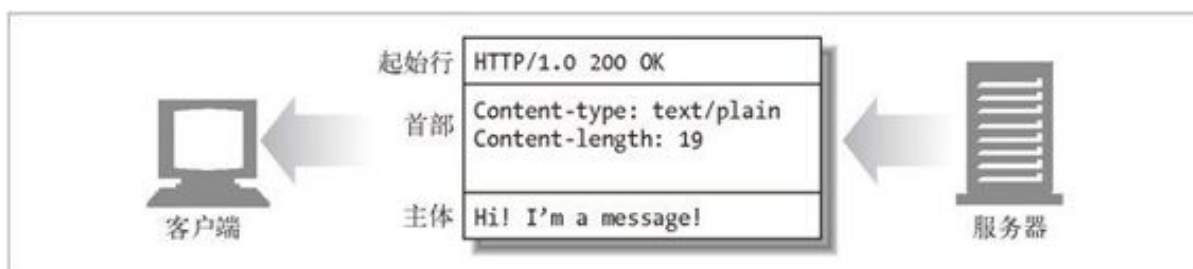 起始行 HTTP/1.0 200 OK
首部 Content-type: text/plain
Content-length: 19
主体 Hi! I'm a message!
客户端
服务器